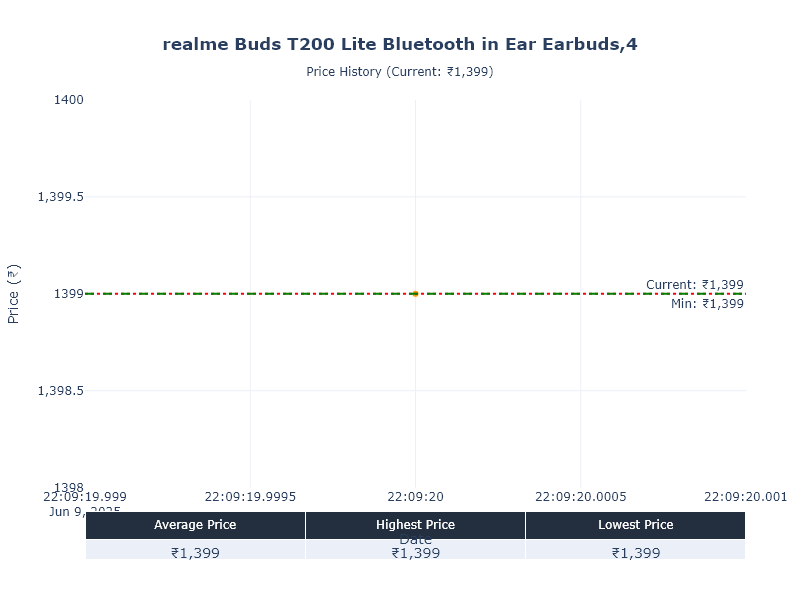 realme Buds T200 Lite Bluetooth in Ear Earbuds,4
Price History (Current: ₹1,399)
Price (₹)
1400
1,399.5
1399
1,398.5
1398
Current: ₹1,399
Min: ₹1,399
22:09:19.999 22:09:19.9995 22:09:20 22:09:20.0005 22:09:20.001
Jun 9, 2025
Date
Average Price Highest Price Lowest Price
₹1,399 ₹1,399 ₹1,399